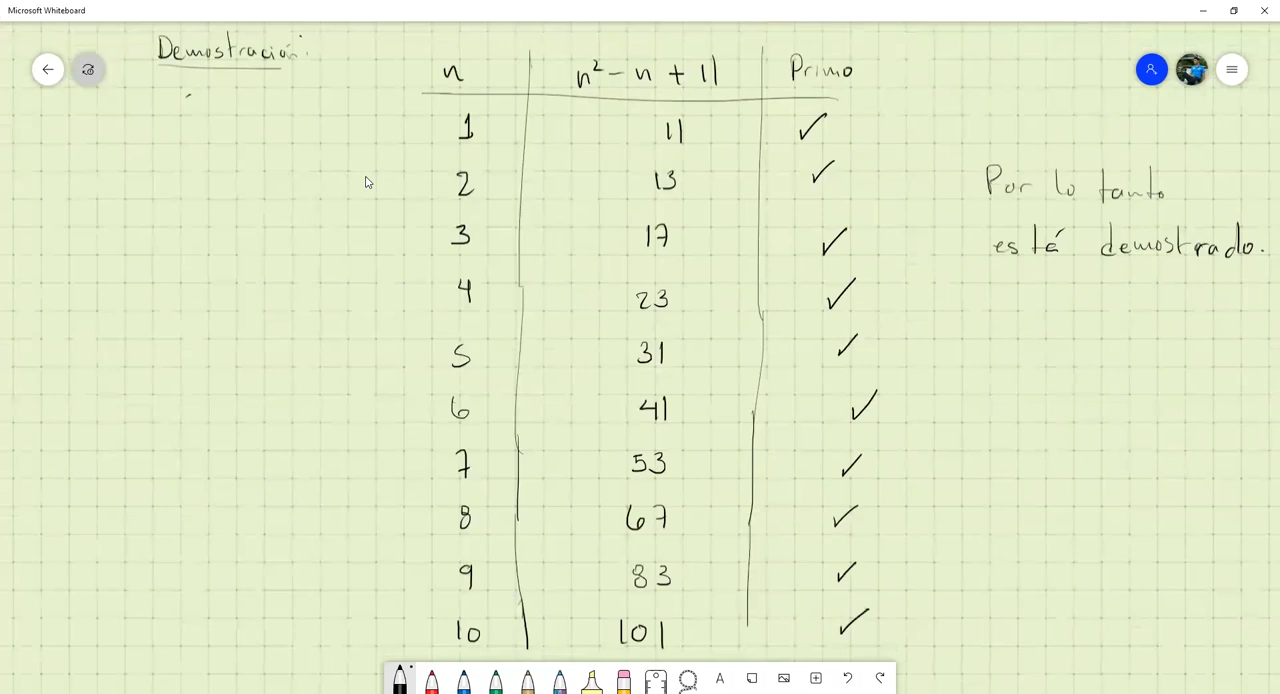 Microsoft Whiteboard
Demostración:
n n² - n + 11 Primo
1 11 ✓
2 13 ✓
3 17 ✓
4 23 ✓
5 31 ✓
6 41 ✓
7 53 ✓
8 67 ✓
9 83 ✓
10 101 ✓
Por lo tanto
está demostrado.
A